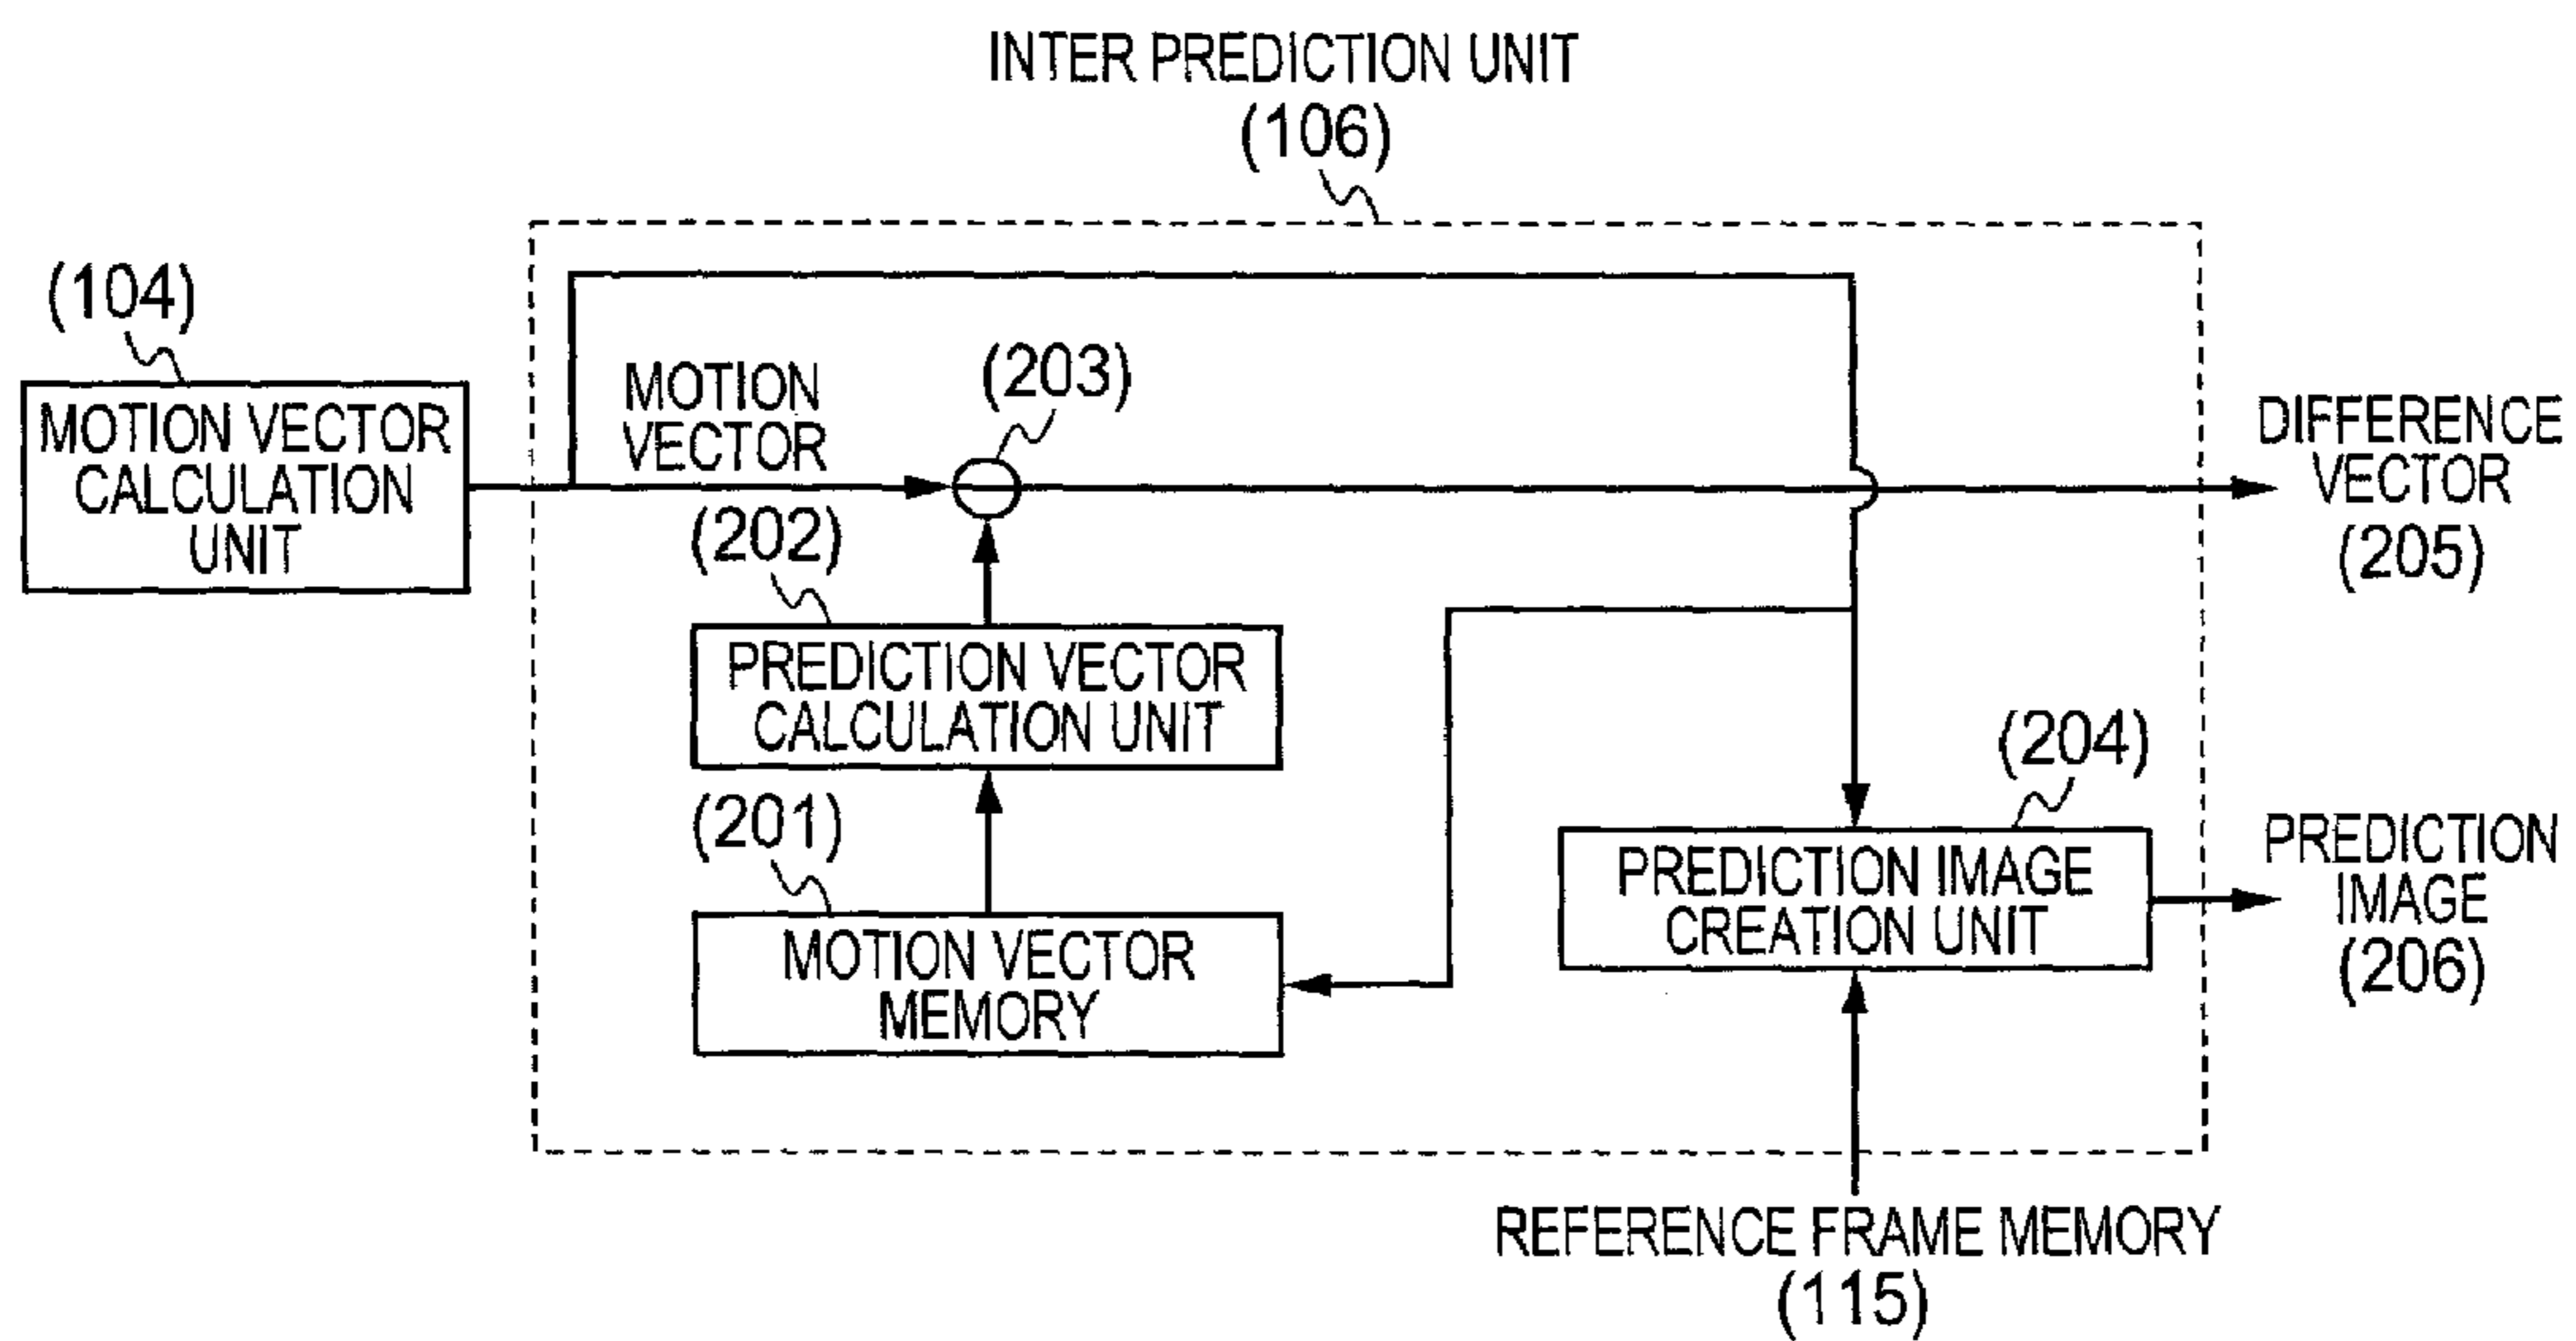 INTER PREDICTION UNIT
(106)
(104)
MOTION VECTOR
CALCULATION
UNIT
MOTION
VECTOR
(203)
DIFFERENCE
VECTOR
(205)
(202)
PREDICTION VECTOR
CALCULATION UNIT
(201)
MOTION VECTOR
MEMORY
(204)
PREDICTION IMAGE
CREATION UNIT
PREDICTION
IMAGE
(206)
REFERENCE FRAME MEMORY
(115)